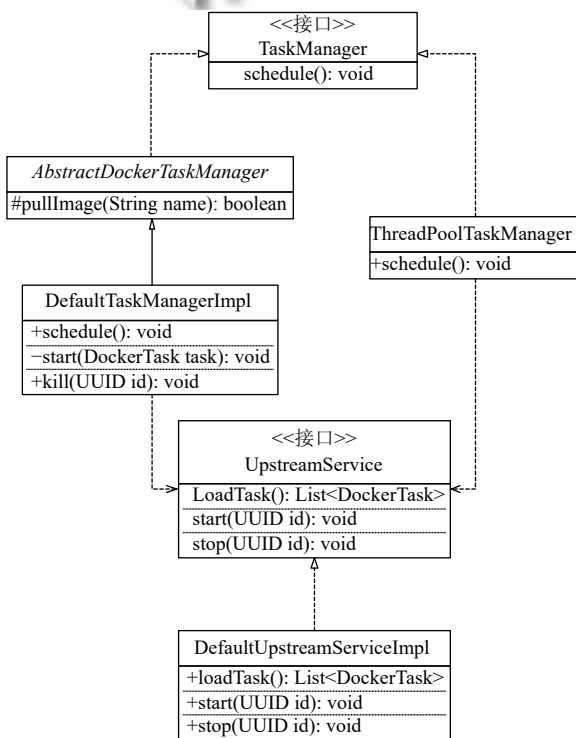 <<接口>>
TaskManager
schedule(): void
AbstractDockerTaskManager
#pullImage(String name): boolean
ThreadPoolTaskManager
+schedule(): void
DefaultTaskManagerImpl
+schedule(): void
−start(DockerTask task): void
+kill(UUID id): void
<<接口>>
UpstreamService
LoadTask(): List<DockerTask>
start(UUID id): void
stop(UUID id): void
DefaultUpstreamServiceImpl
+loadTask(): List<DockerTask>
+start(UUID id): void
+stop(UUID id): void